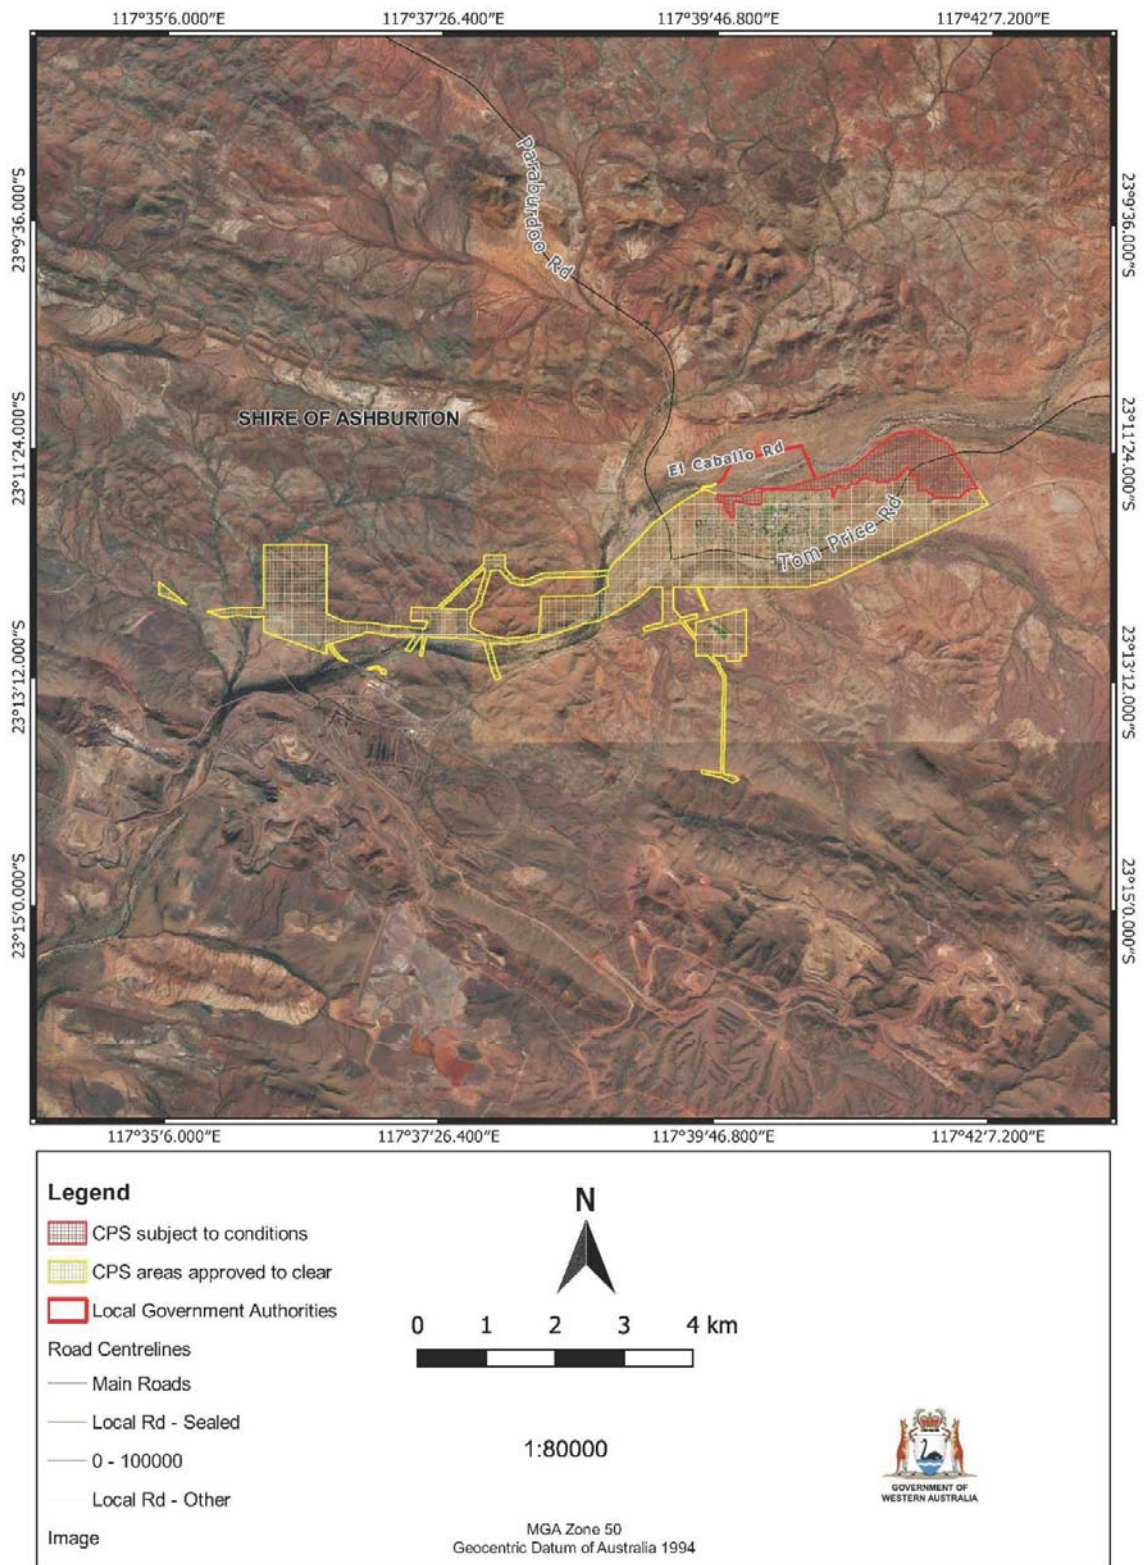 117°35'6.000"E
117°37'26.400"E
117°39'46.800"E
117°42'7.200"E
23°9'36.000"S
23°9'36.000"S
Paraburdoo Rd
SHIRE OF ASHBURTON
El Caballo Rd
23°11'24.000"S
23°11'24.000"S
Tom Price Rd
23°13'12.000"S
23°13'12.000"S
23°15'0.000"S
23°15'0.000"S
117°35'6.000"E
117°37'26.400"E
117°39'46.800"E
117°42'7.200"E
Legend
CPS subject to conditions
CPS areas approved to clear
Local Government Authorities
Road Centrelines
Main Roads
Local Rd - Sealed
0 - 100000
Local Rd - Other
Image
N
0 1 2 3 4 km
1:80000
MGA Zone 50
Geocentric Datum of Australia 1994
GOVERNMENT OF
WESTERN AUSTRALIA